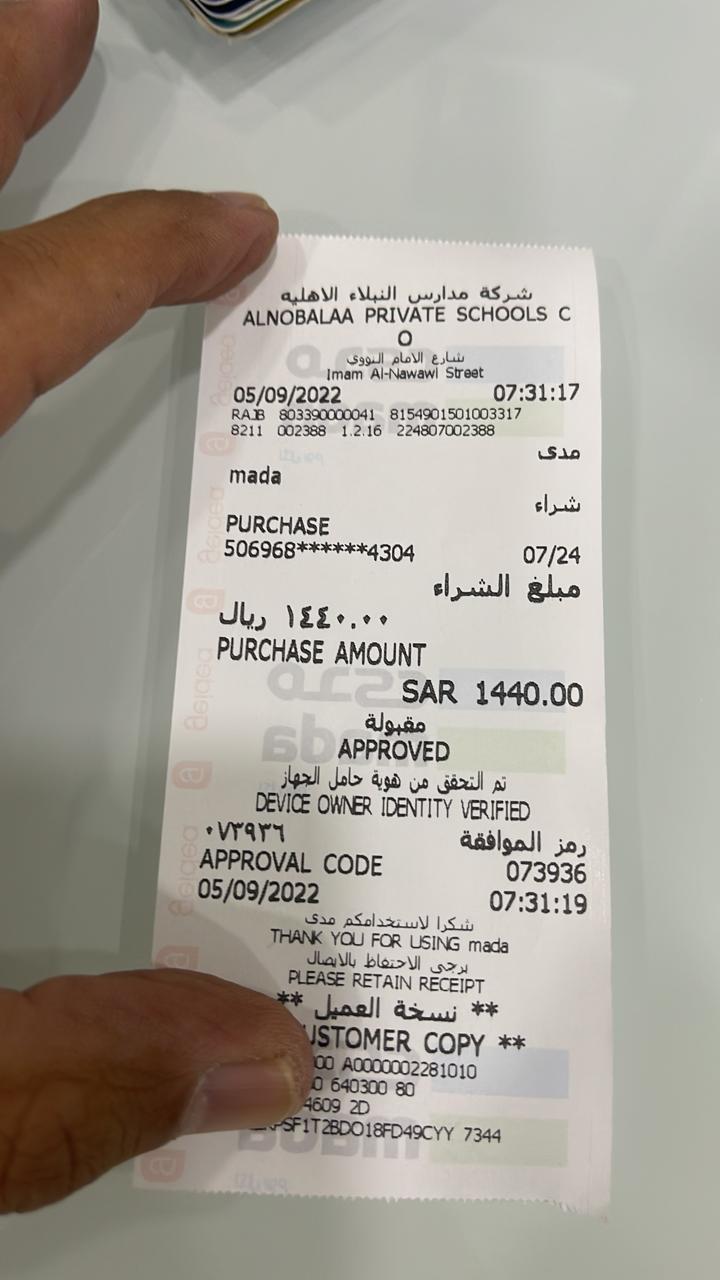 شركة مدارس النبلاء الاهليه
ALNOBALAA PRIVATE SCHOOLS C
O
شارع الامام النووي
Imam Al-Nawawi Street
05/09/2022 07:31:17
RAJB 803390000041 8154901501003317
8211 002388 1.2.16 224807002388
مدى
mada
شراء
PURCHASE
506968******4304 07/24
مبلغ الشراء
١٤٤٠.٠٠ ريال
PURCHASE AMOUNT
SAR 1440.00
مقبولة
APPROVED
تم التحقق من هوية حامل الجهاز
DEVICE OWNER IDENTITY VERIFIED
رمز الموافقة ٠٧٣٩٣٦
APPROVAL CODE 073936
05/09/2022 07:31:19
شكرا لاستخدامكم مدى
THANK YOU FOR USING mada
يرجى الاحتفاظ بالايصال
PLEASE RETAIN RECEIPT
** نسخة العميل **
COPY **
A0000002281010
640300 80
2D
7344